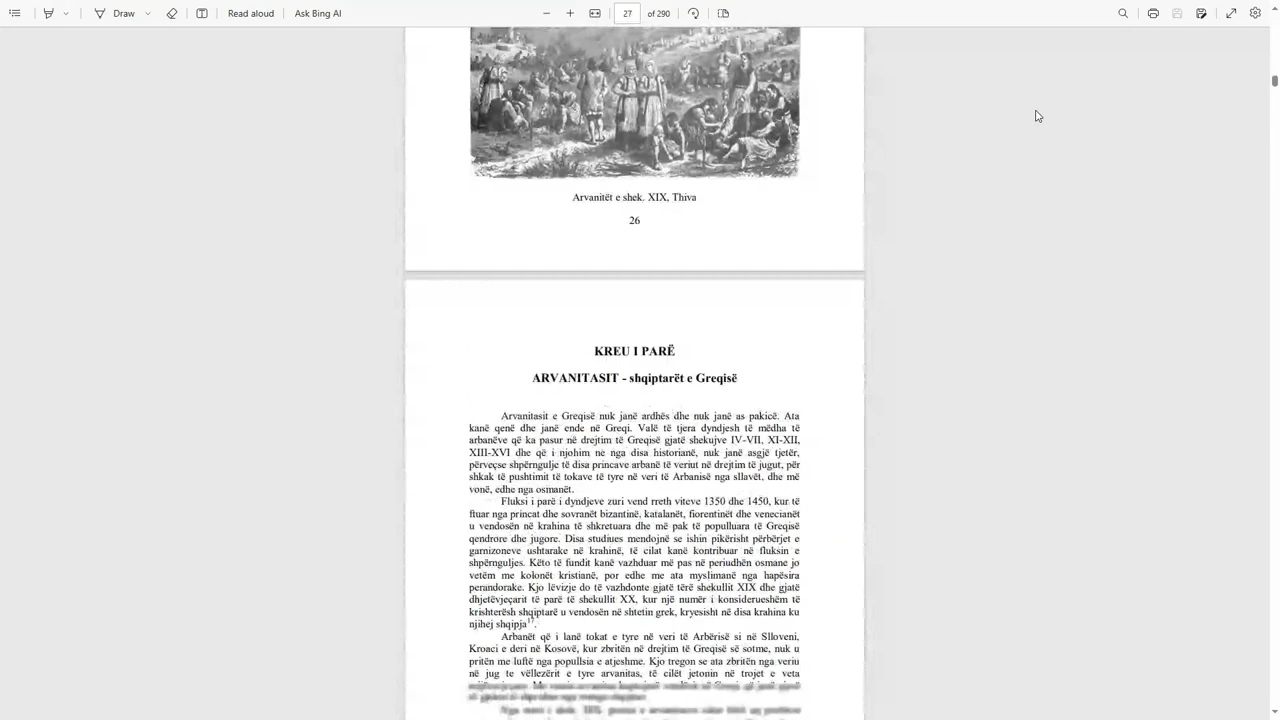 Draw
Read aloud
Ask Bing AI
27
of 290
Arvanitët e shek. XIX, Thiva
26
KREU I PARË
ARVANITASIT - shqiptarët e Greqisë
Arvanitasit e Greqisë nuk janë ardhës dhe nuk janë as pakicë. Ata
kanë qenë dhe janë ende në Greqi. Valë të tjera dyndjesh të mëdha të
arbanëve që ka pasur në drejtim të Greqisë gjatë shekujve IV-VII, XI-XII,
XIII-XVI dhe që i njohim ne nga disa historianë, nuk janë asgjë tjetër,
përveçse shpërngulje të disa princave arbanë të veriut në drejtim të jugut, për
shkak të pushtimit të tokave të tyre në veri të Arbanisë nga sllavët, dhe më
vonë, edhe nga osmanët.
Fluksi i parë i dyndjeve zuri vend rreth viteve 1350 dhe 1450, kur të
ftuar nga princat dhe sovranët bizantinë, katalanët, fiorentinët dhe venecianët
u vendosën në krahina të shkretuara dhe më pak të populluara të Greqisë
qendrore dhe jugore. Disa studiues mendojnë se ishin pikërisht përbërjet e
garnizoneve ushtarake në krahinë, të cilat kanë kontribuar në fluksin e
shpërnguljes. Këto të fundit kanë vazhduar më pas në periudhën osmane jo
vetëm me kolonët kristianë, por edhe me ata myslimanë nga hapësira
perandorake. Kjo lëvizje do të vazhdonte gjatë tërë shekullit XIX dhe gjatë
dhjetëvjeçarit të parë të shekullit XX, kur një numër i konsiderueshëm të
krishterësh shqiptarë u vendosën në shtetin grek, kryesisht në disa krahina ku
njihej shqipja17.
Arbanët që i lanë tokat e tyre në veri të Arbërisë si në Slloveni,
Kroaci e deri në Kosovë, kur zbritën në drejtim të Greqisë së sotme, nuk u
pritën me luftë nga popullsia e atjeshme. Kjo tregon se ata zbritën nga veriu
në jug te vëllezërit e tyre arvanitas, të cilët jetonin në trojet e veta